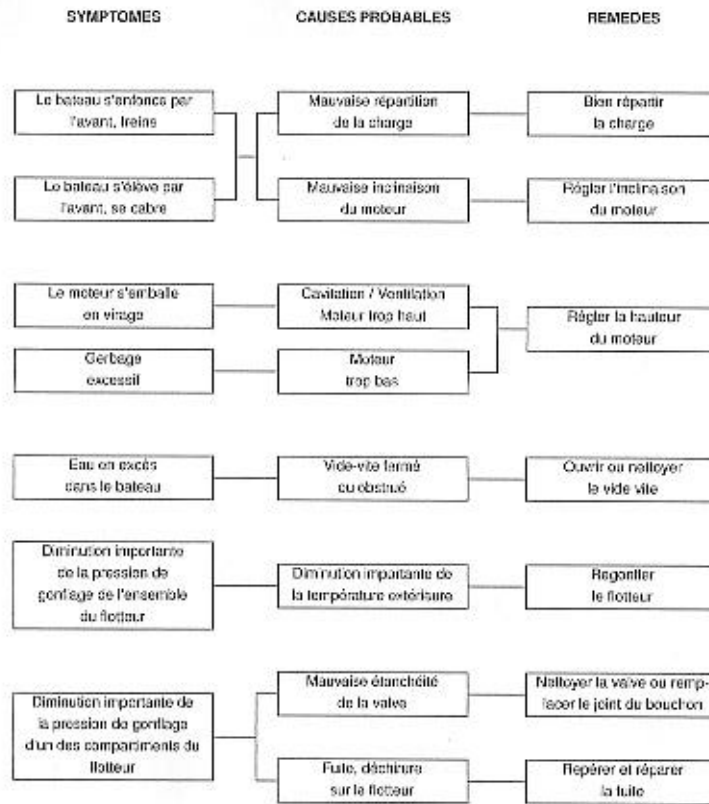 SYMPTOMES
CAUSES PROBABLES
REMEDES
Le bateau s'enfonce par
l'avant, freine
Mauvaise répartition
de la charge
Bien répartir
la charge
Le bateau s'élève par
l'avant, se cabre
Mauvaise inclinaison
du moteur
Régler l'inclinaison
du moteur
Le moteur s'emballe
en virage
Cavitation / Ventilation
Moteur trop haut
Régler la hauteur
du moteur
Gerbage
excessif
Moteur
trop bas
Eau en excès
dans le bateau
Vide-vite fermé
ou obstrué
Ouvrir ou nettoyer
le vide vite
Diminution importante
de la pression de
gonflage de l'ensemble
du flotteur
Diminution importante de
la température extérieure
Regonfler
le flotteur
Diminution importante de
la pression de gonflage
d'un des compartiments du
flotteur
Mauvaise étanchéité
de la valve
Nettoyer la valve ou remp-
lacer le joint du bouchon
Fuite, déchirure
sur le flotteur
Repérer et réparer
la fuite